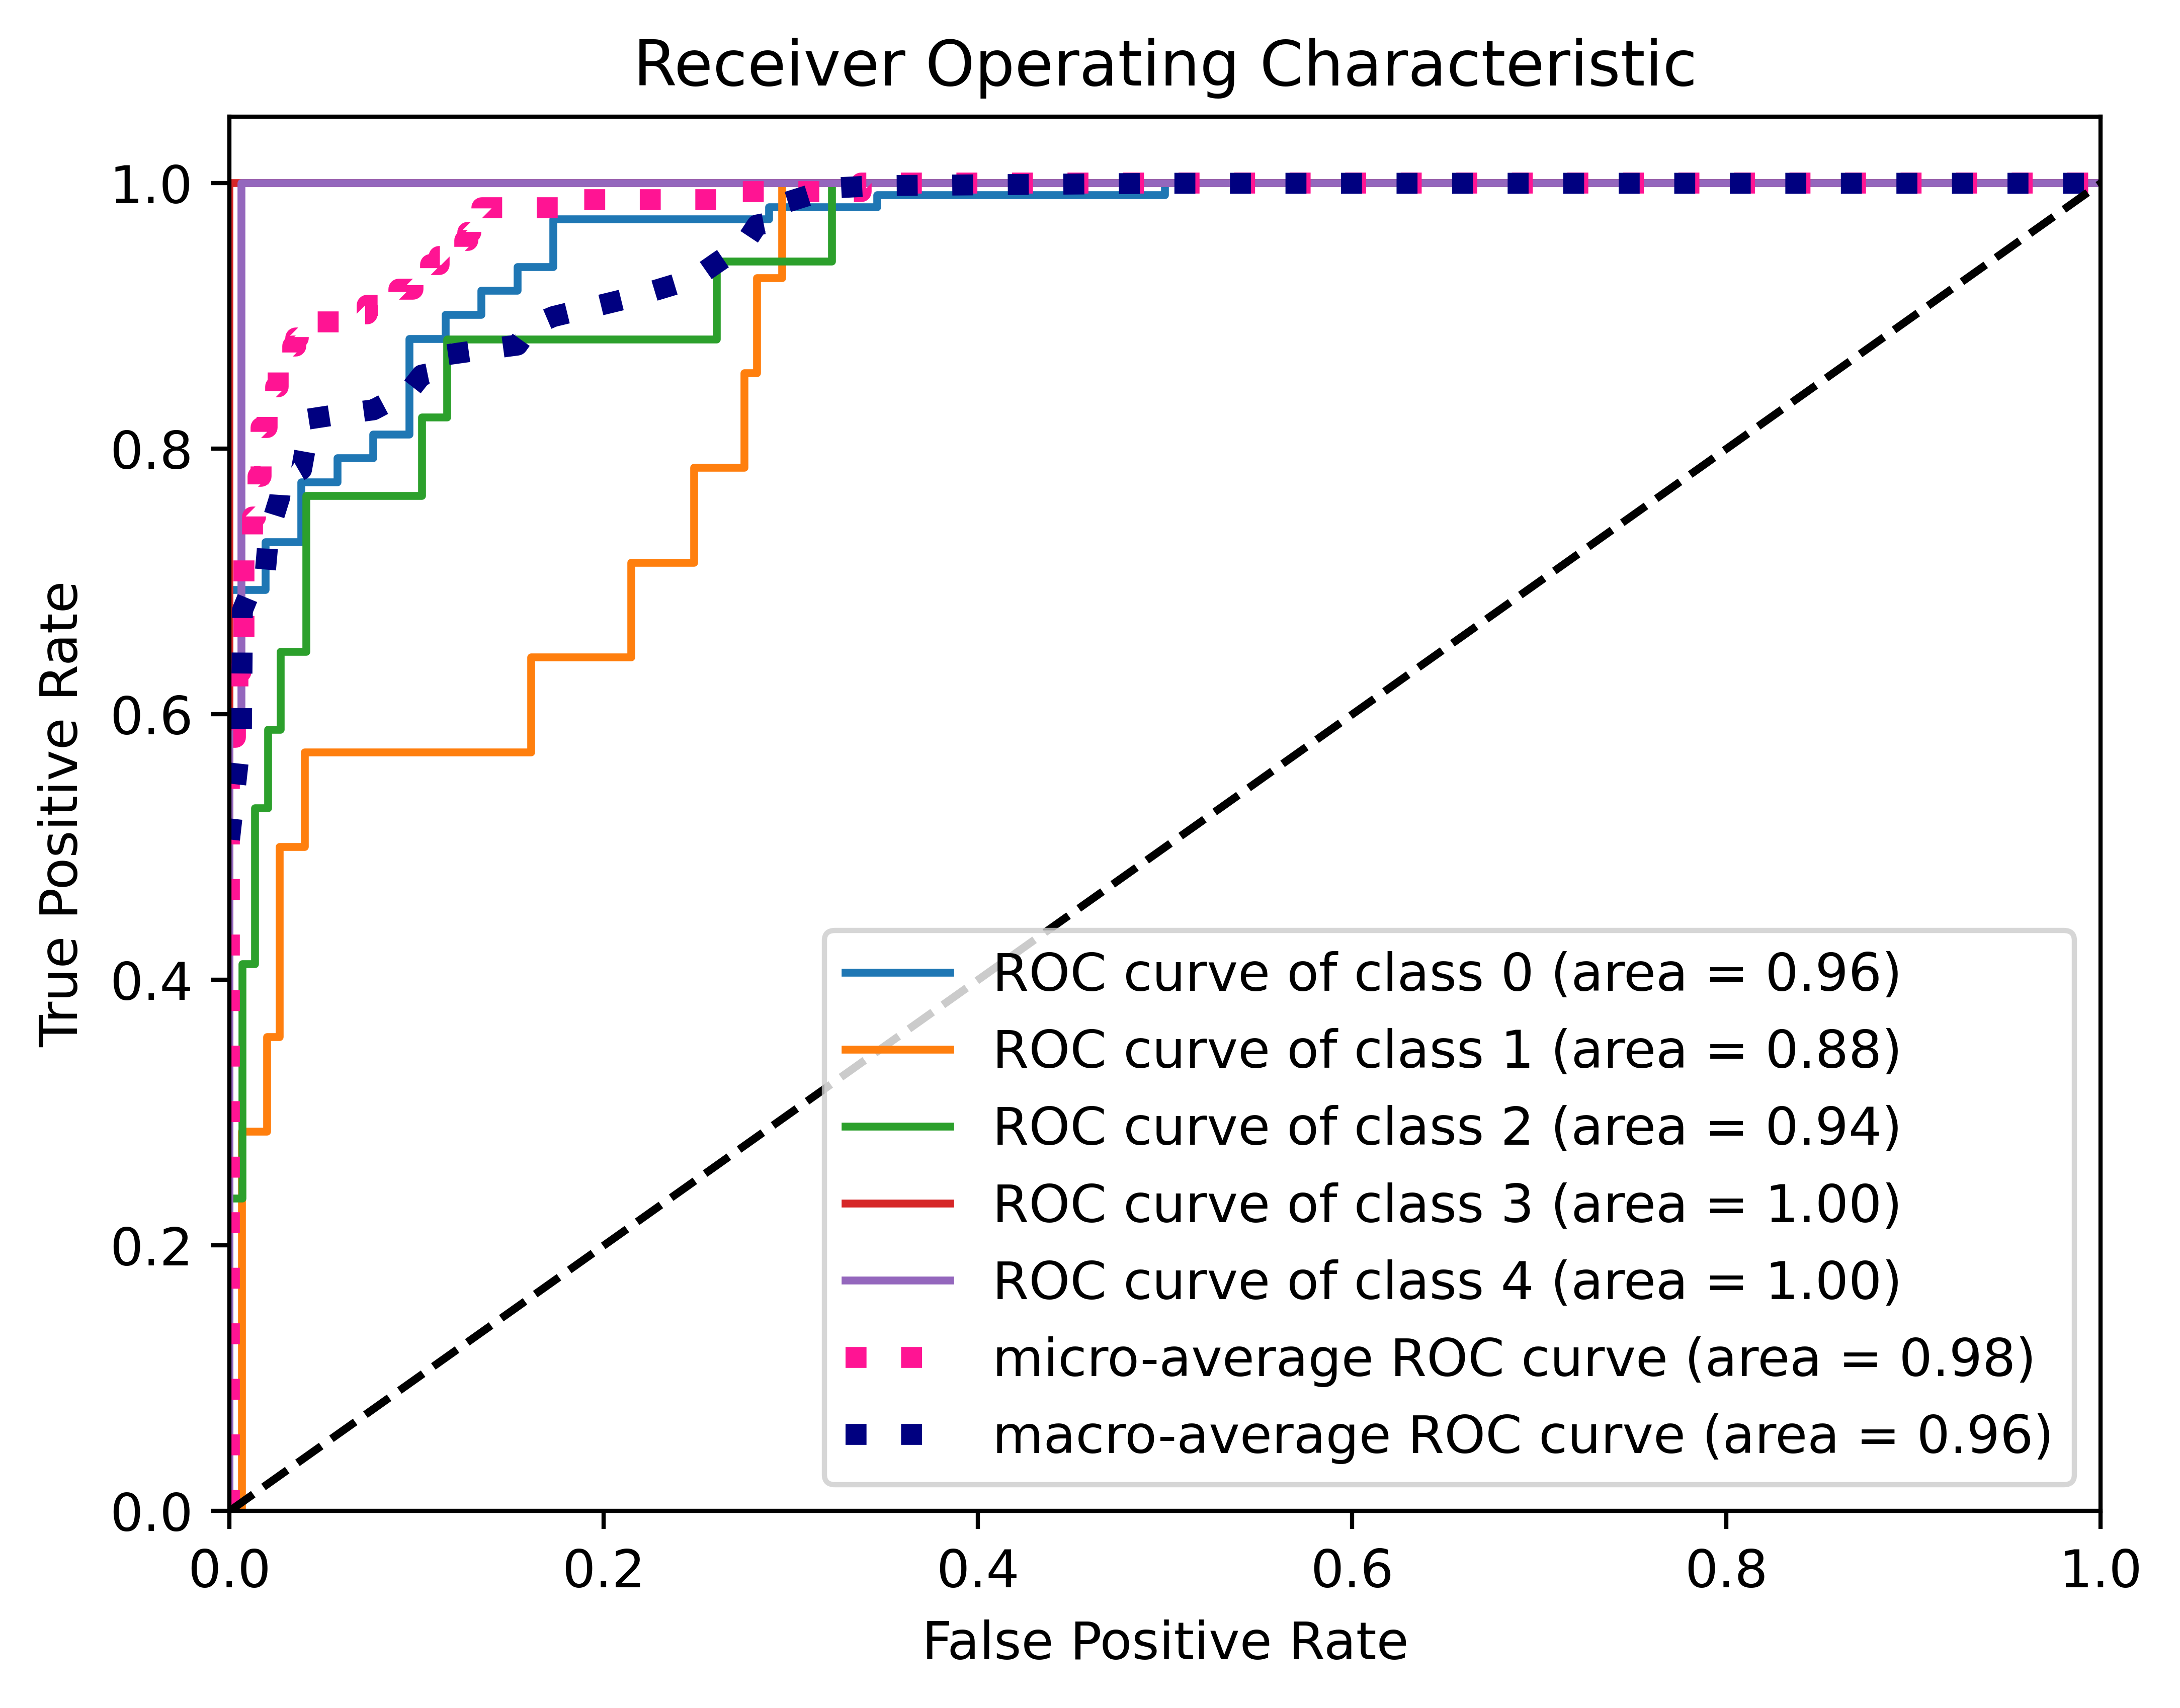 Receiver Operating Characteristic
1.0
0.8
0.6
0.4
0.2
0.0
True Positive Rate
ROC curve of class 0 (area = 0.96)
ROC curve of class 1 (area = 0.88)
ROC curve of class 2 (area = 0.94)
ROC curve of class 3 (area = 1.00)
ROC curve of class 4 (area = 1.00)
micro-average ROC curve (area = 0.98)
macro-average ROC curve (area = 0.96)
0.0 0.2 0.4 0.6 0.8 1.0
False Positive Rate